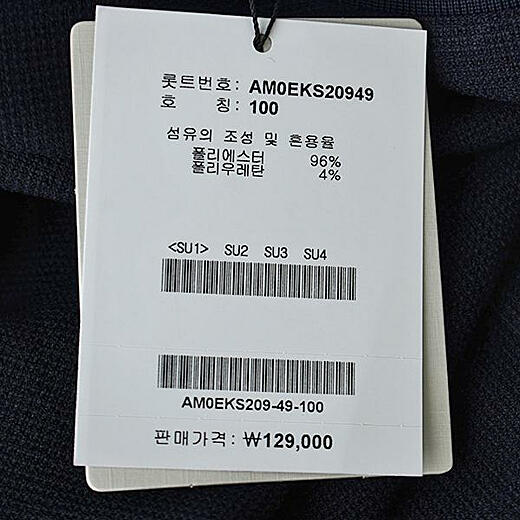 롯트번호: AM0EKS20949
호 칭: 100
섬유의 조성 및 혼용율
폴리에스터 96%
폴리우레탄 4%
<SU1> SU2 SU3 SU4
AM0EKS209-49-100
판매가격: ₩129,000